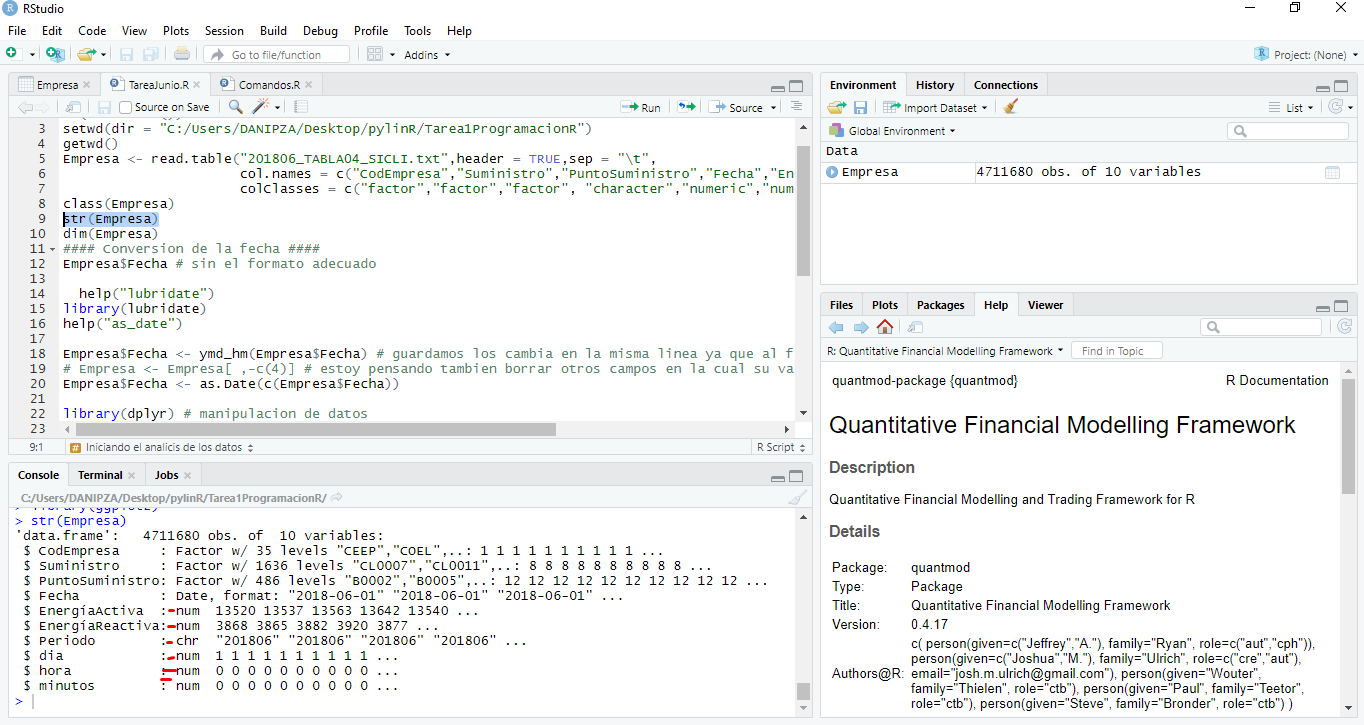 RStudio
File Edit Code View Plots Session Build Debug Profile Tools Help
Go to file/function Addins Project: (None)
Empresa TareaJunio.R Comandos.R
Source on Save Run Source
3 setwd(dir = "C:/Users/DANIPZA/Desktop/pylinR/Tarea1ProgramacionR")
4 getwd()
5 Empresa <- read.table("201806_TABLA04_SICLI.txt",header = TRUE,sep = "\t",
6 col.names = c("CodEmpresa","Suministro","PuntoSuministro","Fecha","En
7 colClasses = c("factor","factor","factor", "character","numeric","num
8 class(Empresa)
9 str(Empresa)
10 dim(Empresa)
11 #### Conversion de la fecha ####
12 Empresa$Fecha # sin el formato adecuado
13
14 help("lubridate")
15 library(lubridate)
16 help("as_date")
17
18 Empresa$Fecha <- ymd_hm(Empresa$Fecha) # guardamos los cambia en la misma linea ya que al f
19 # Empresa <- Empresa[ ,-c(4)] # estoy pensando tambien borrar otros campos en la cual su va
20 Empresa$Fecha <- as.Date(c(Empresa$Fecha))
21
22 library(dplyr) # manipulacion de datos
23
9:1 # Iniciando el analicis de los datos R Script
Console Terminal Jobs
C:/Users/DANIPZA/Desktop/pylinR/Tarea1ProgramacionR/
> library(ggplot2)
> str(Empresa)
'data.frame': 4711680 obs. of 10 variables:
$ CodEmpresa : Factor w/ 35 levels "CEEP","COEL",..: 1 1 1 1 1 1 1 1 1 1 ...
$ Suministro : Factor w/ 1636 levels "CL0007","CL0011",..: 8 8 8 8 8 8 8 8 8 8 ...
$ PuntoSuministro: Factor w/ 486 levels "B0002","B0005",..: 12 12 12 12 12 12 12 12 12 12 ...
$ Fecha : Date, format: "2018-06-01" "2018-06-01" "2018-06-01" ...
$ EnergíaActiva : num 13520 13537 13563 13642 13540 ...
$ EnergíaReactiva: num 3868 3865 3882 3920 3877 ...
$ Periodo : chr "201806" "201806" "201806" "201806" ...
$ dia : num 1 1 1 1 1 1 1 1 1 1 ...
$ hora : num 0 0 0 0 0 0 0 0 0 0 ...
$ minutos : num 0 0 0 0 0 0 0 0 0 0 ...
>
Environment History Connections
Import Dataset List
Global Environment
Data
Empresa 4711680 obs. of 10 variables
Files Plots Packages Help Viewer
R: Quantitative Financial Modelling Framework Find in Topic
quantmod-package {quantmod} R Documentation
Quantitative Financial Modelling Framework
Description
Quantitative Financial Modelling and Trading Framework for R
Details
Package: quantmod
Type: Package
Title: Quantitative Financial Modelling Framework
Version: 0.4.17
Authors@R: c( person(given=c("Jeffrey","A."), family="Ryan", role=c("aut","cph")),
person(given=c("Joshua","M."), family="Ulrich", role=c("cre","aut"),
email="josh.m.ulrich@gmail.com"), person(given="Wouter",
family="Thielen", role="ctb"), person(given="Paul", family="Teetor",
role="ctb"), person(given="Steve", family="Bronder", role="ctb") )